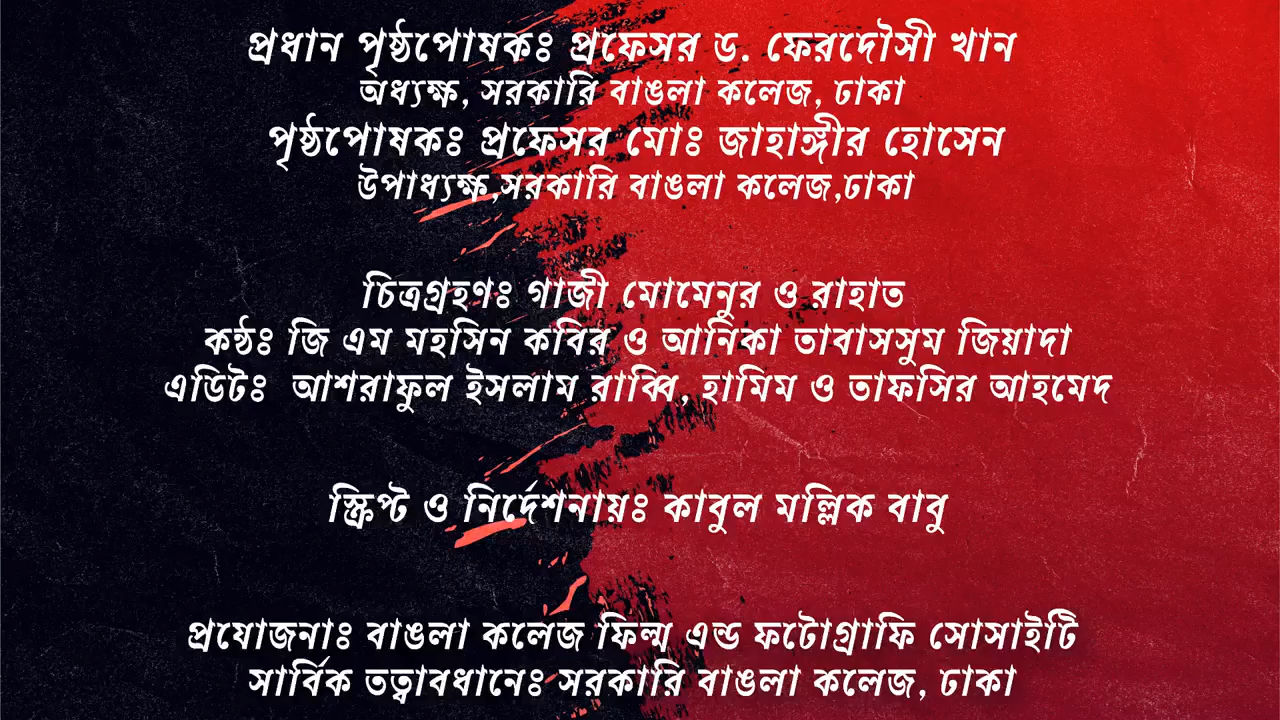 প্রধান পৃষ্ঠপোষকঃ প্রফেসর ড. ফেরদৌসী খান
অধ্যক্ষ, সরকারি বাঙলা কলেজ, ঢাকা
পৃষ্ঠপোষকঃ প্রফেসর মোঃ জাহাঙ্গীর হোসেন
উপাধ্যক্ষ,সরকারি বাঙলা কলেজ,ঢাকা
চিত্রগ্রহণঃ গাজী মোমেনুর ও রাহাত
কন্ঠঃ জি এম মহসিন কবির ও আনিকা তাবাসসুম জিয়াদা
এডিটঃ আশরাফুল ইসলাম রাব্বি, হামিম ও তাফসির আহমেদ
স্ক্রিপ্ট ও নির্দেশনায়ঃ কাবুল মল্লিক বাবু
প্রযোজনাঃ বাঙলা কলেজ ফিল্ম এন্ড ফটোগ্রাফি সোসাইটি
সার্বিক তত্বাবধানেঃ সরকারি বাঙলা কলেজ, ঢাকা